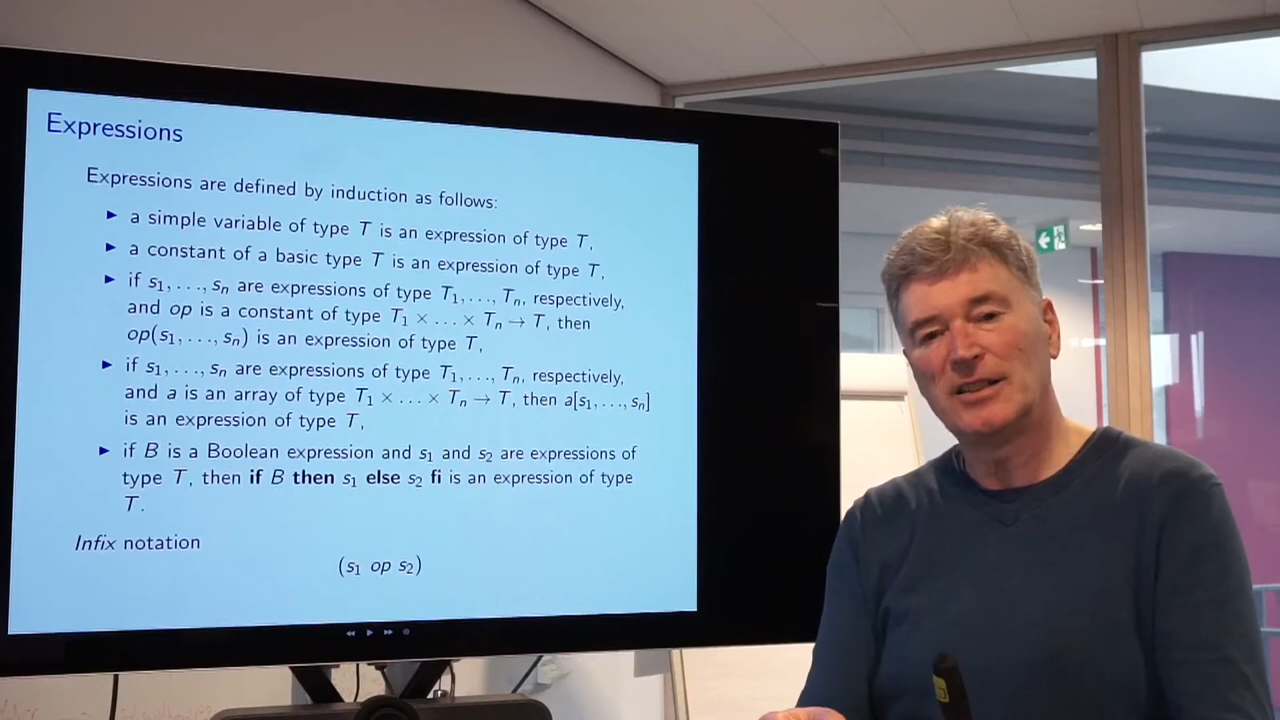 Expressions
Expressions are defined by induction as follows:
▶ a simple variable of type T is an expression of type T,
▶ a constant of a basic type T is an expression of type T,
▶ if s₁, . . . , sₙ are expressions of type T₁, . . . , Tₙ, respectively,
and op is a constant of type T₁ × . . . × Tₙ → T, then
op(s₁, . . . , sₙ) is an expression of type T,
▶ if s₁, . . . , sₙ are expressions of type T₁, . . . , Tₙ, respectively,
and a is an array of type T₁ × . . . × Tₙ → T, then a[s₁, . . . , sₙ]
is an expression of type T,
▶ if B is a Boolean expression and s₁ and s₂ are expressions of
type T, then if B then s₁ else s₂ fi is an expression of type
T.
Infix notation
(s₁ op s₂)